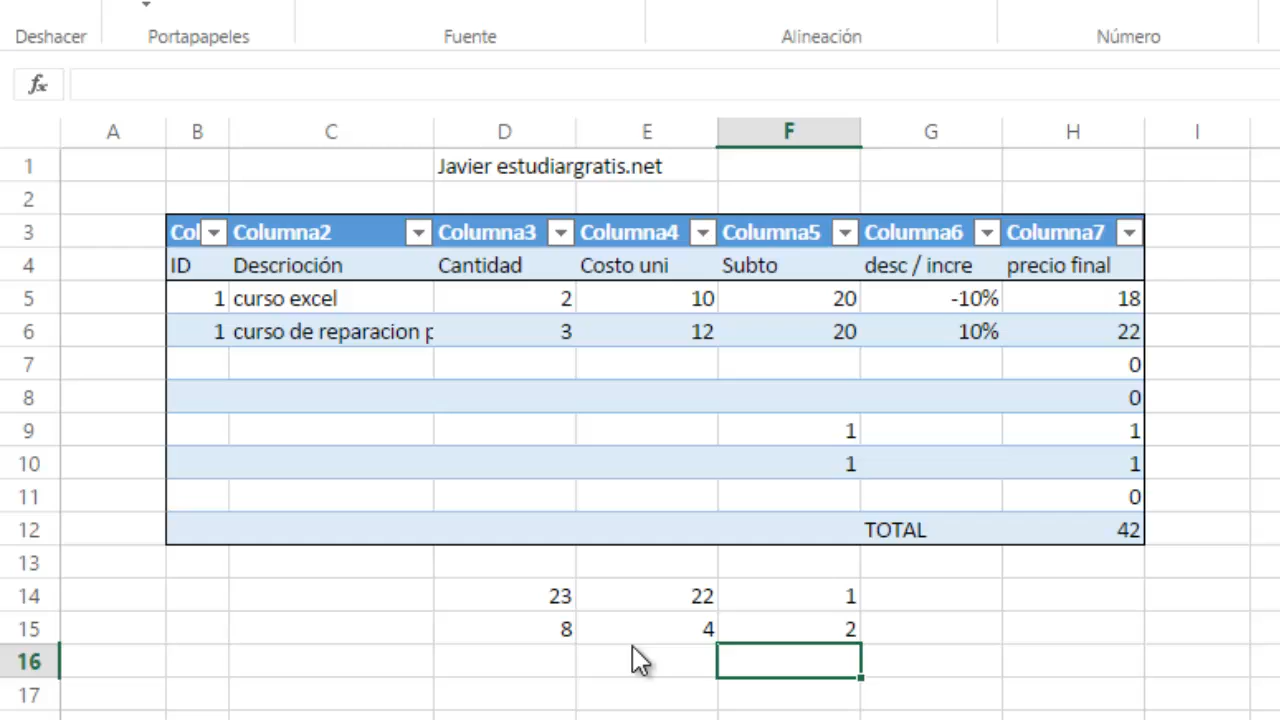 Deshacer Portapapeles Fuente Alineación Número
fx
A B C D E F G H I
1 Javier estudiargratis.net
2
3 Col Columna2 Columna3 Columna4 Columna5 Columna6 Columna7
4 ID Descrioción Cantidad Costo uni Subto desc / incre precio final
5 1 curso excel 2 10 20 -10% 18
6 1 curso de reparacion p 3 12 20 10% 22
7 0
8 0
9 1 1
10 1 1
11 0
12 TOTAL 42
13
14 23 22 1
15 8 4 2
16
17